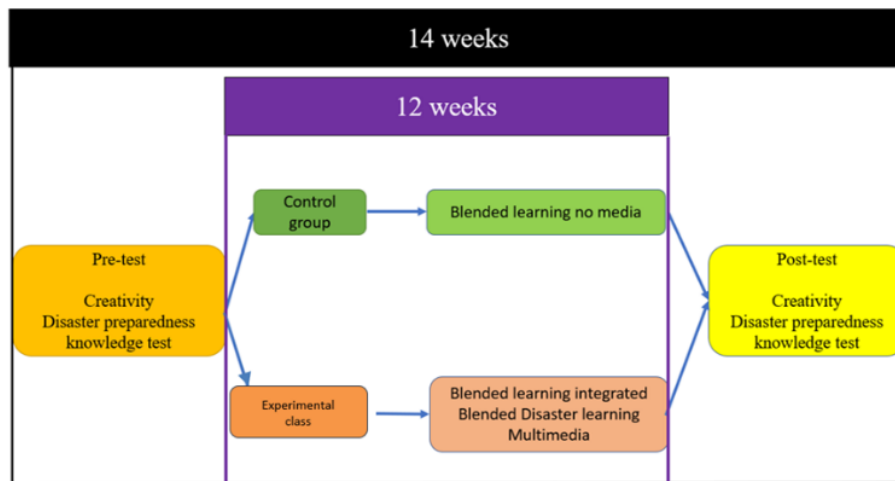 14 weeks
12 weeks
Control
group
Blended learning no media
Pre-test
Creativity
Disaster preparedness
knowledge test
Post-test
Creativity
Disaster preparedness
knowledge test
Experimental
class
Blended learning integrated
Blended Disaster learning
Multimedia